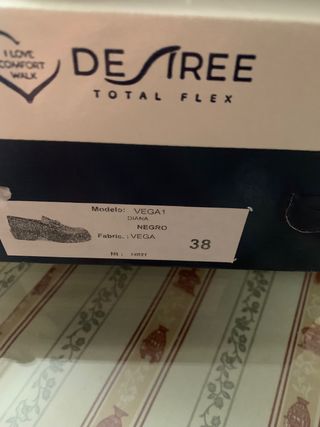 I LOVE
COMFORT
WALK
DESIREE
TOTAL FLEX
Modelo: VEGA1
DIANA
NEGRO
Fabric.: VEGA
38